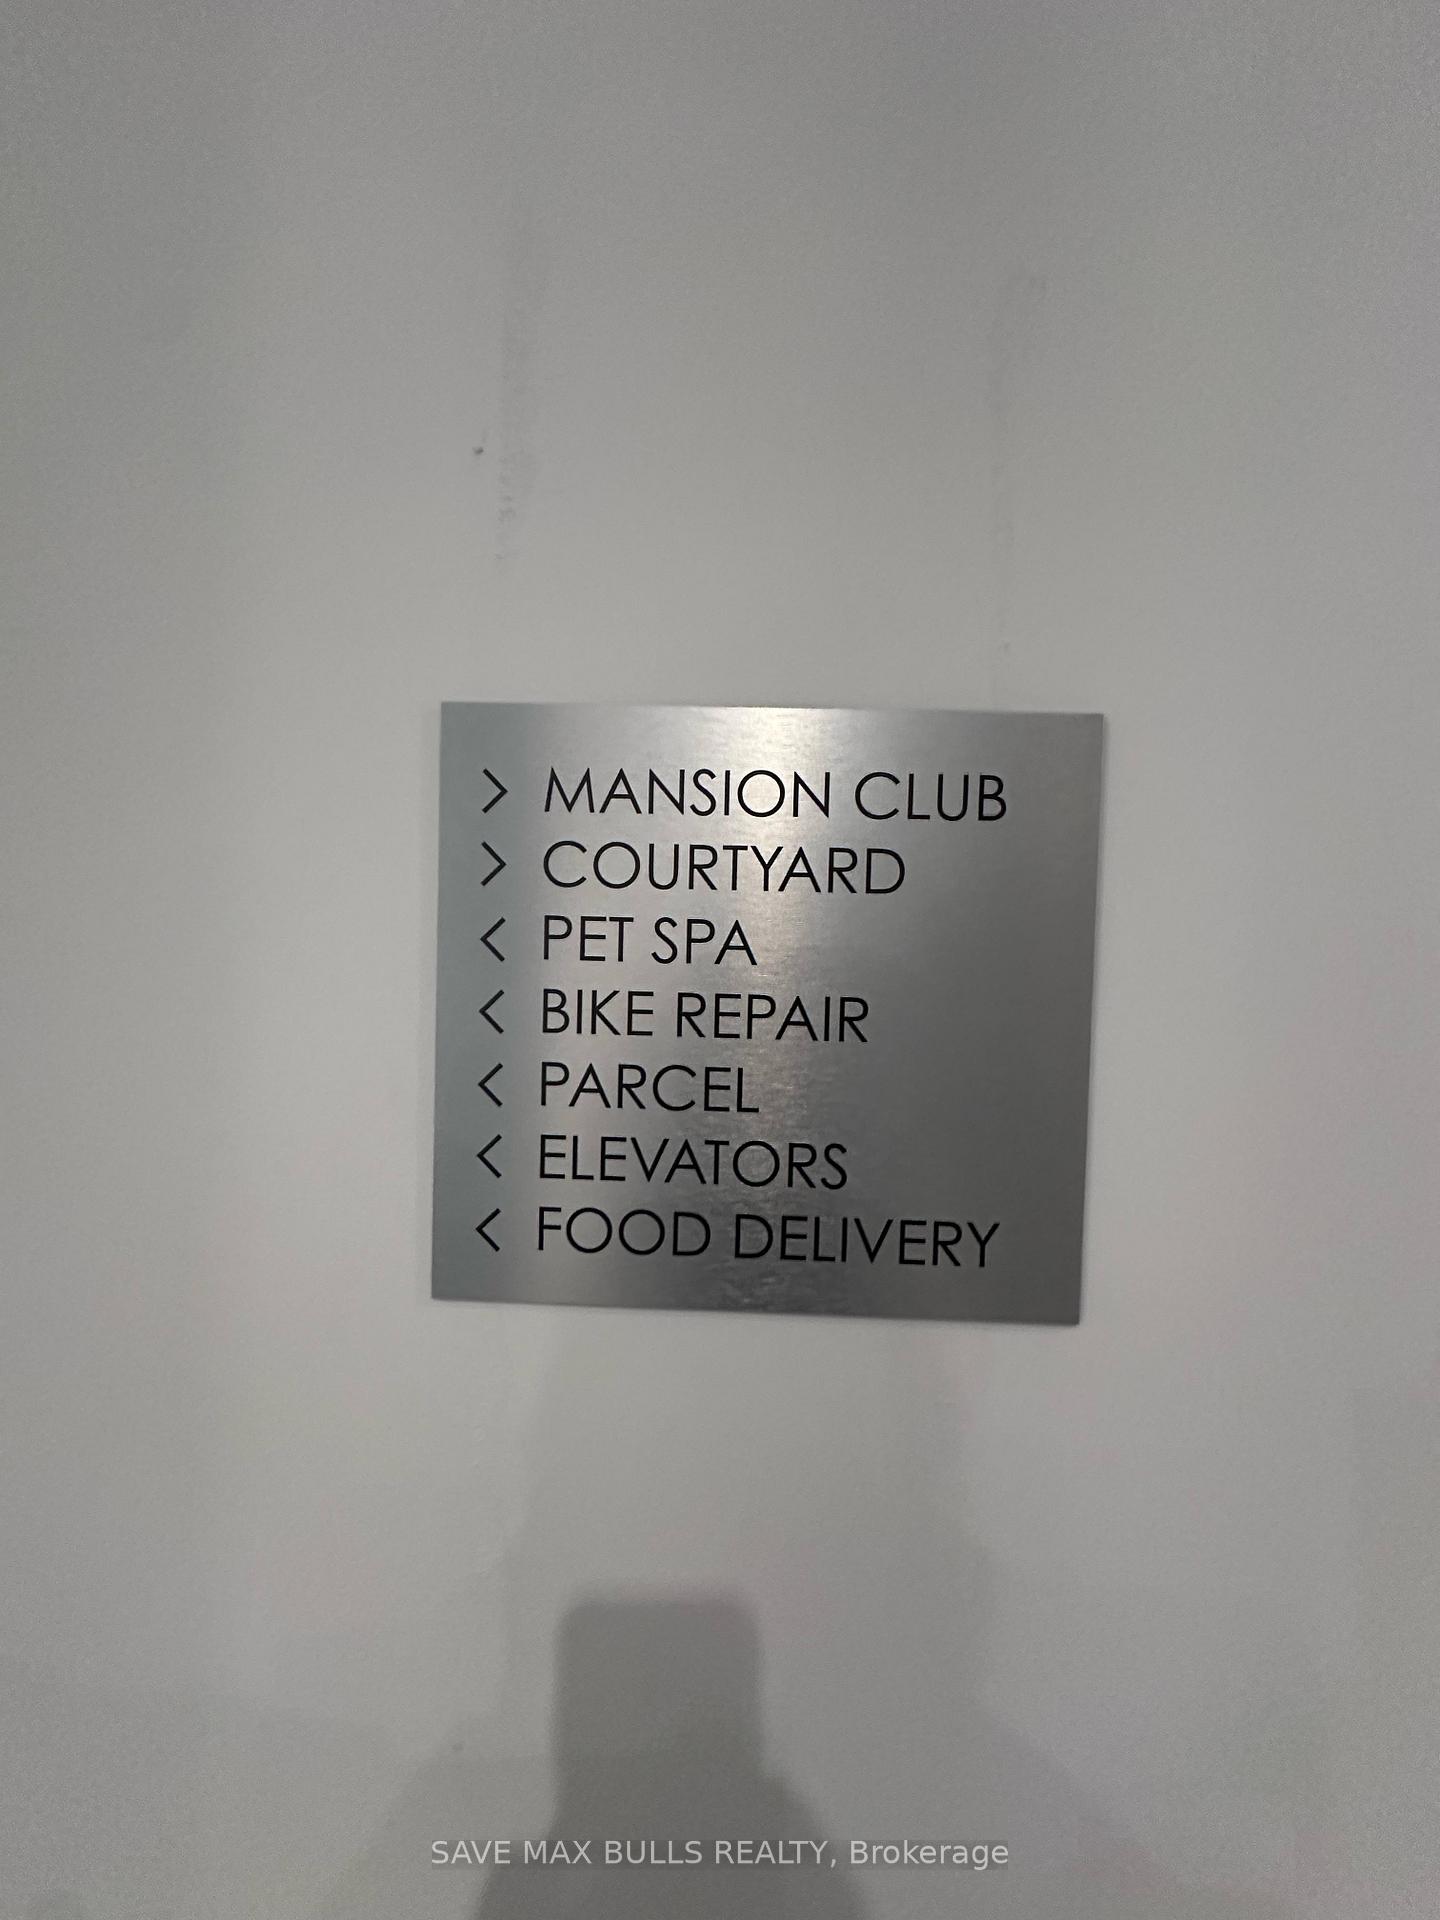 > MANSION CLUB
> COURTYARD
< PET SPA
< BIKE REPAIR
< PARCEL
< ELEVATORS
< FOOD DELIVERY
SAVE MAX BULLS REALTY, Brokerage